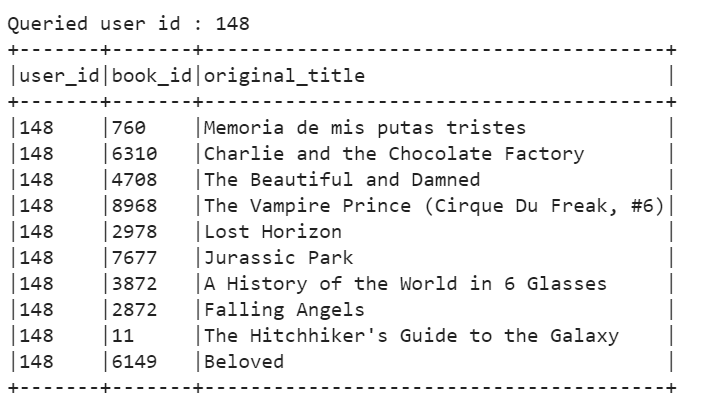 Queried user id : 148
+-------+-------+------------------------------------------+
|user_id|book_id|original_title                            |
+-------+-------+------------------------------------------+
|148    |760    |Memoria de mis putas tristes              |
|148    |6310   |Charlie and the Chocolate Factory         |
|148    |4708   |The Beautiful and Damned                  |
|148    |8968   |The Vampire Prince (Cirque Du Freak, #6)|
|148    |2978   |Lost Horizon                              |
|148    |7677   |Jurassic Park                             |
|148    |3872   |A History of the World in 6 Glasses       |
|148    |2872   |Falling Angels                            |
|148    |11     |The Hitchhiker's Guide to the Galaxy      |
|148    |6149   |Beloved                                   |
+-------+-------+------------------------------------------+